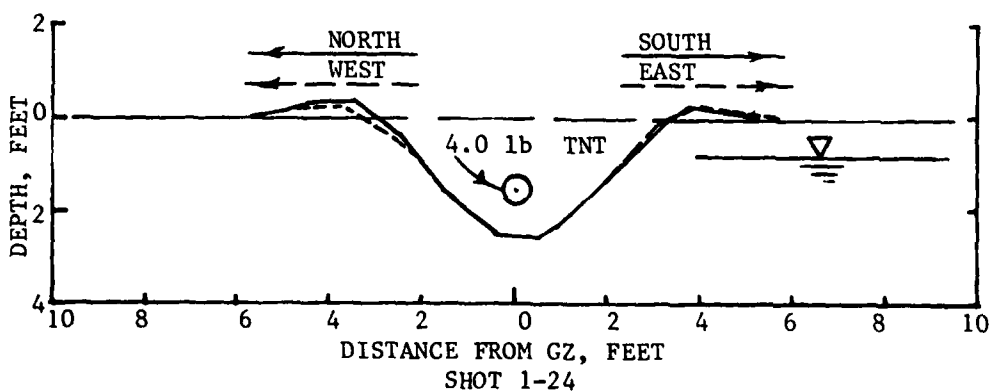 2
NORTH SOUTH
WEST EAST
0
4.0 lb TNT
DEPTH, FEET
2
4
10 8 6 4 2 0 2 4 6 8 10
DISTANCE FROM GZ, FEET
SHOT 1-24